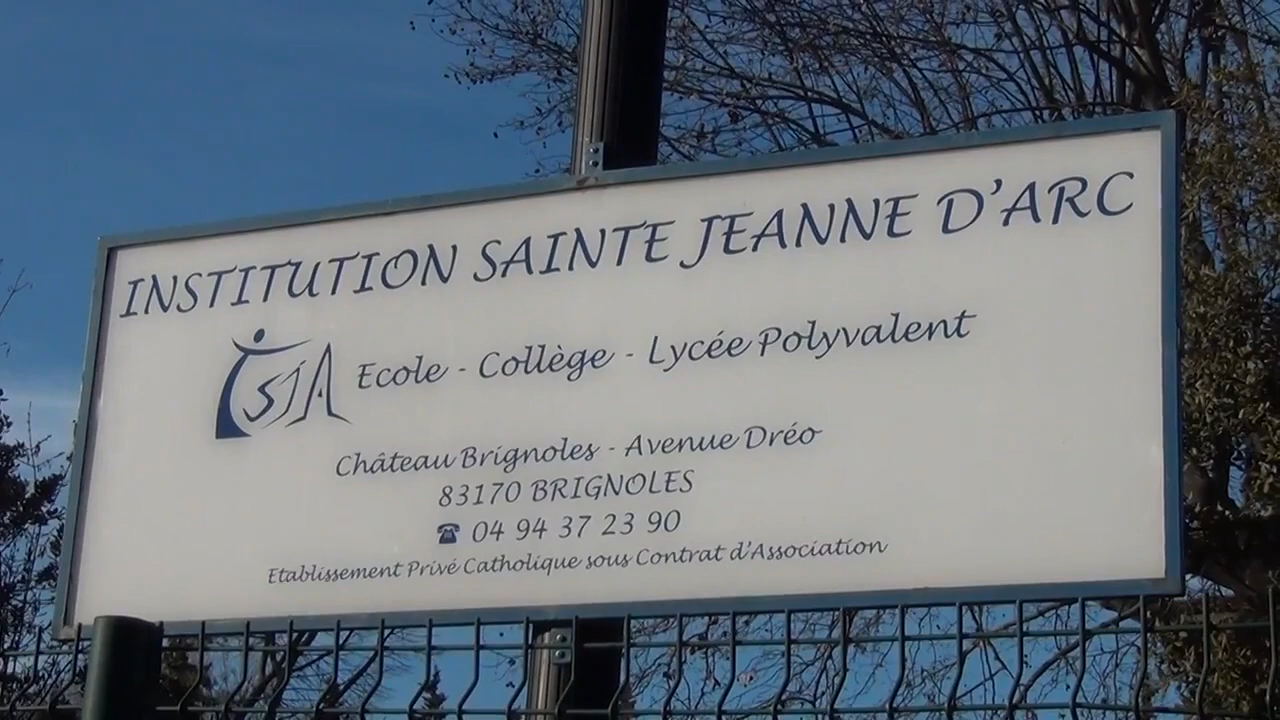 INSTITUTION SAINTE JEANNE D'ARC
ISJA Ecole - Collège - Lycée Polyvalent
Château Brignoles - Avenue Dréo
83170 BRIGNOLES
☎ 04 94 37 23 90
Etablissement Privé Catholique sous Contrat d'Association